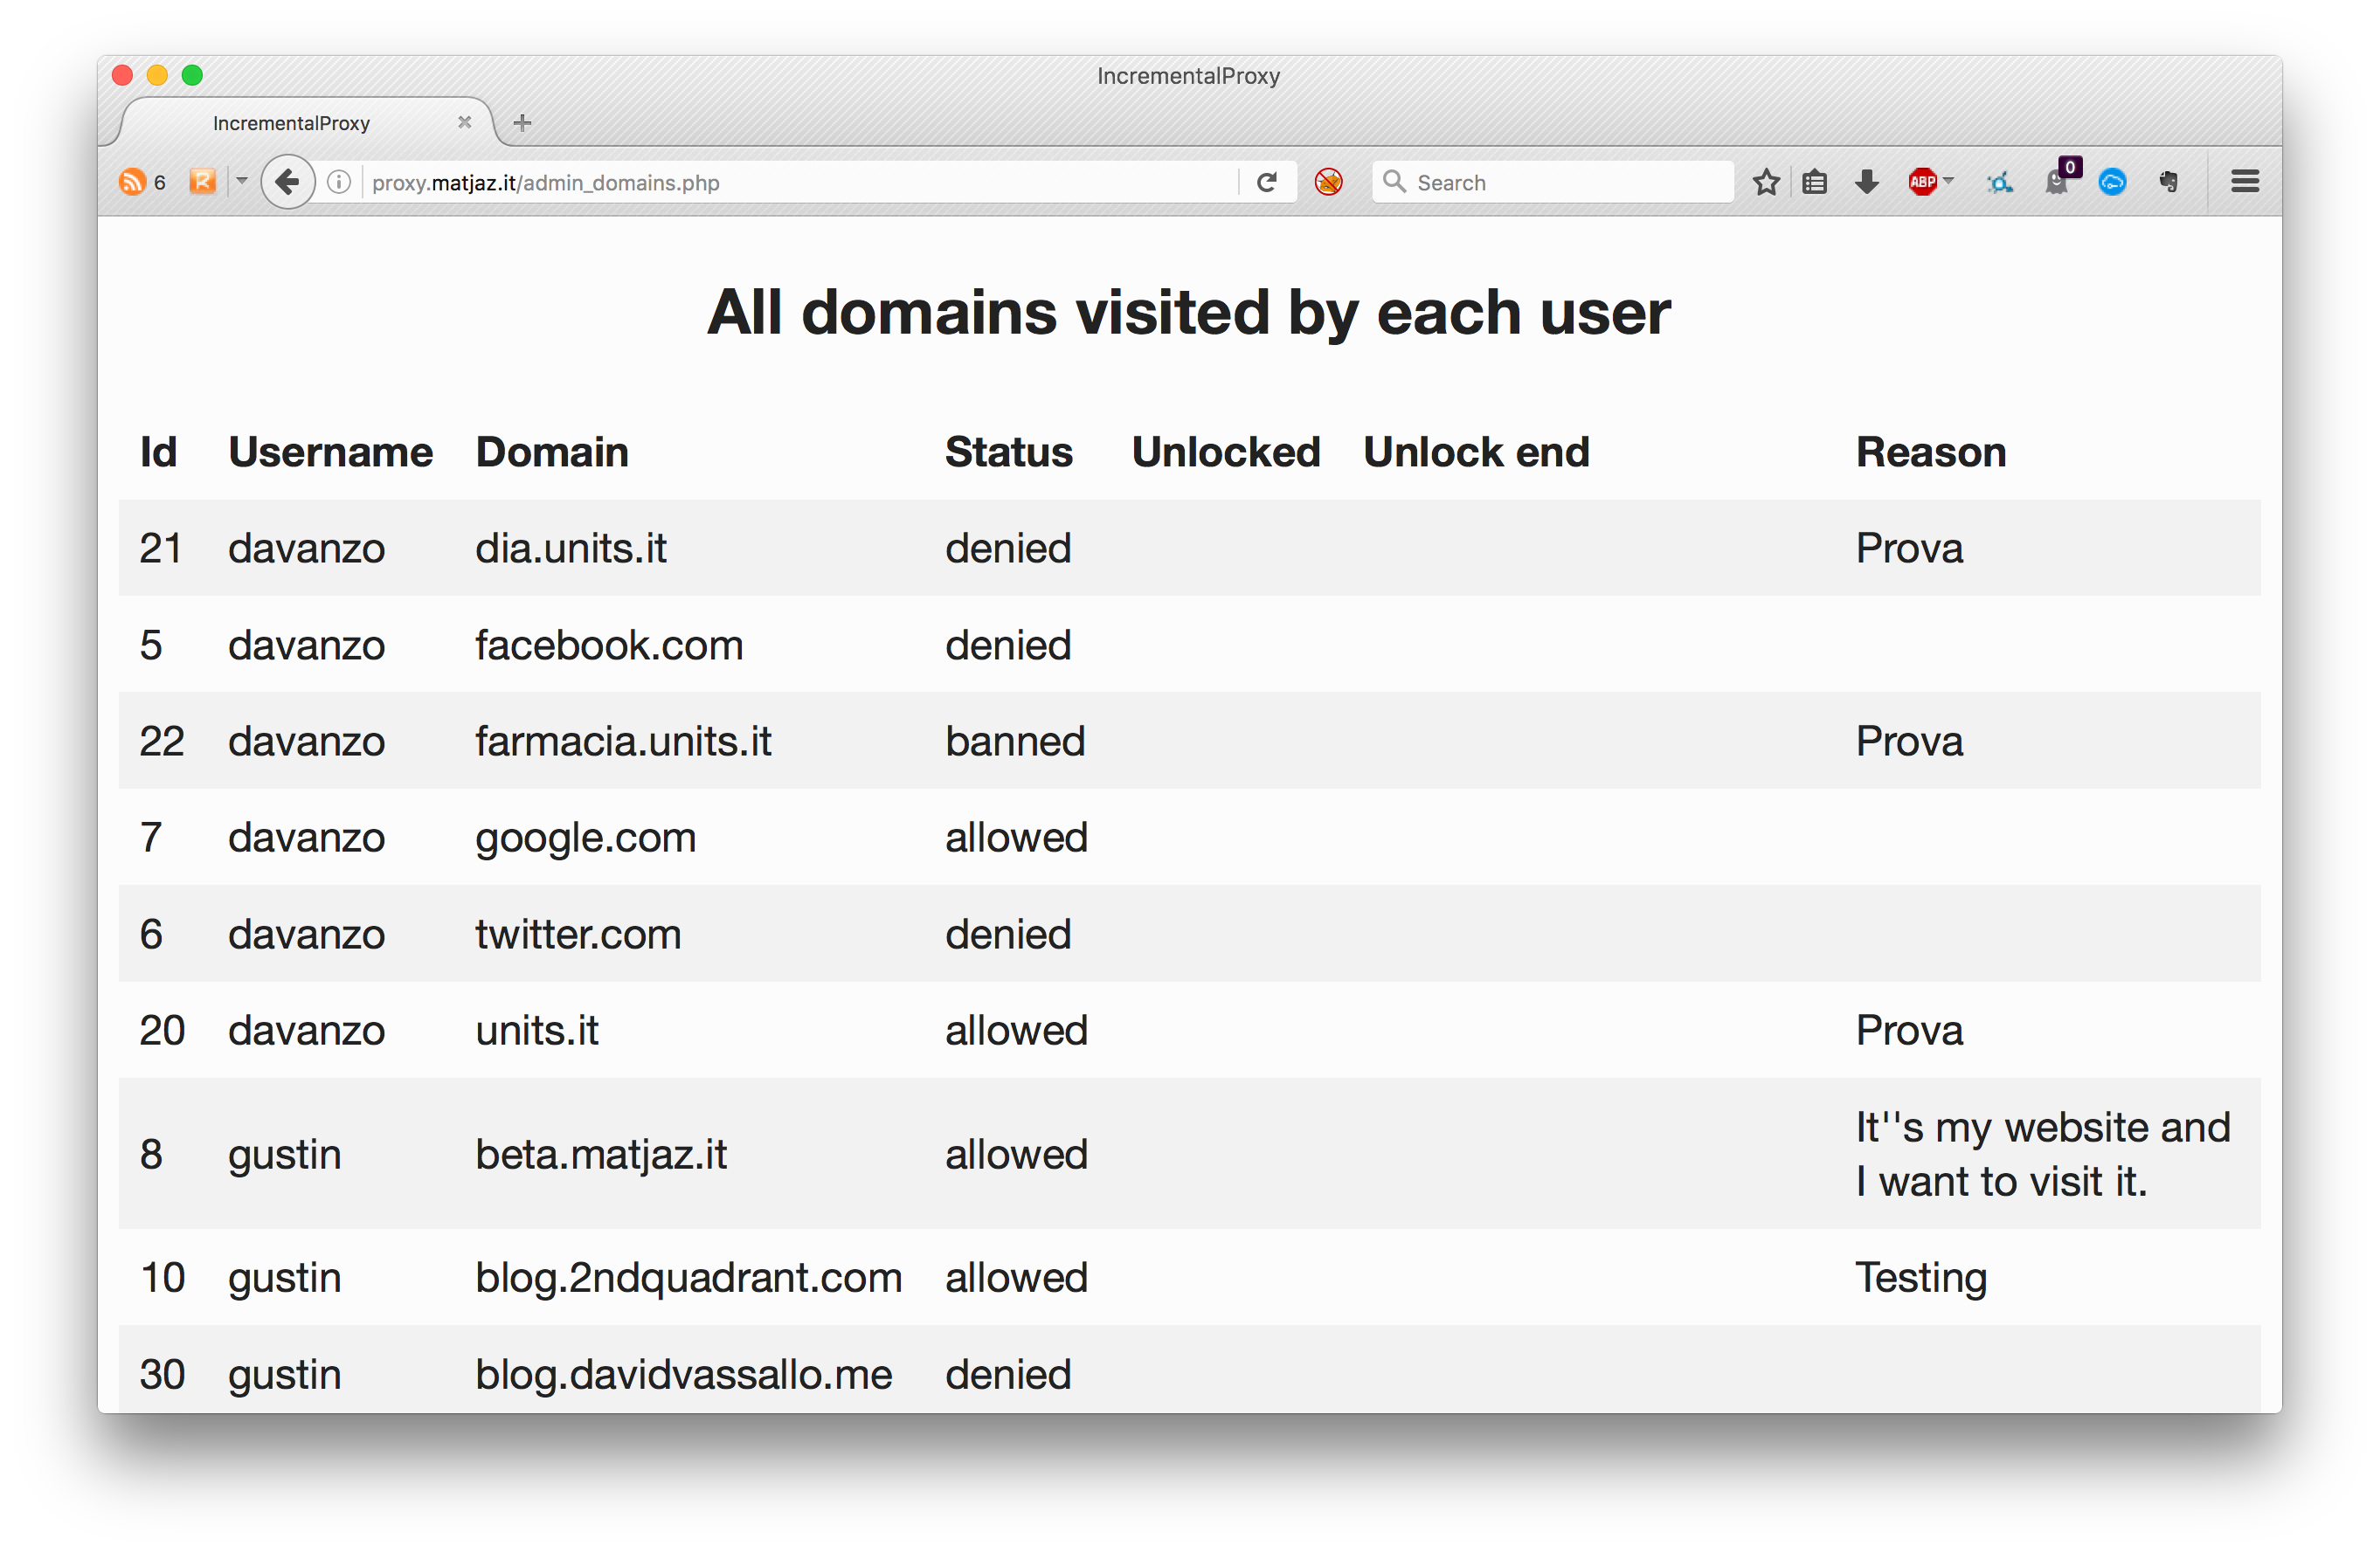 IncrementalProxy
IncrementalProxy
6 R proxy.matjaz.it/admin_domains.php Search ABP 0
All domains visited by each user
Id Username Domain Status Unlocked Unlock end Reason
21 davanzo dia.units.it denied Prova
5 davanzo facebook.com denied
22 davanzo farmacia.units.it banned Prova
7 davanzo google.com allowed
6 davanzo twitter.com denied
20 davanzo units.it allowed Prova
8 gustin beta.matjaz.it allowed It''s my website and
I want to visit it.
10 gustin blog.2ndquadrant.com allowed Testing
30 gustin blog.davidvassallo.me denied